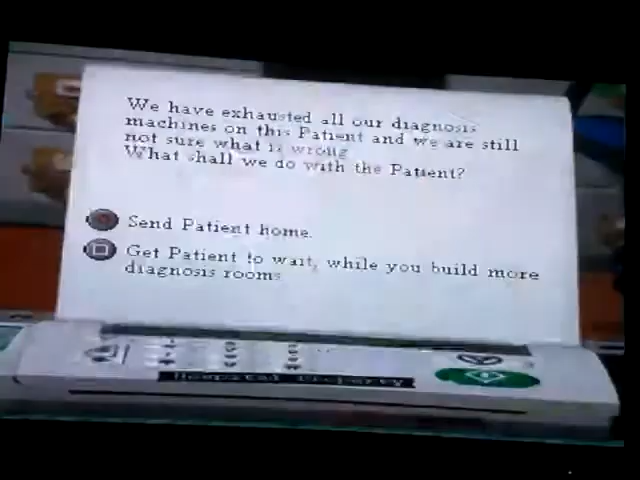 We have exhausted all our diagnosis
machines on this Patient and we are still
not sure what is wrong
What shall we do with the Patient?
Send Patient home.
Get Patient to wait, while you build more
diagnosis rooms
Hospital Property